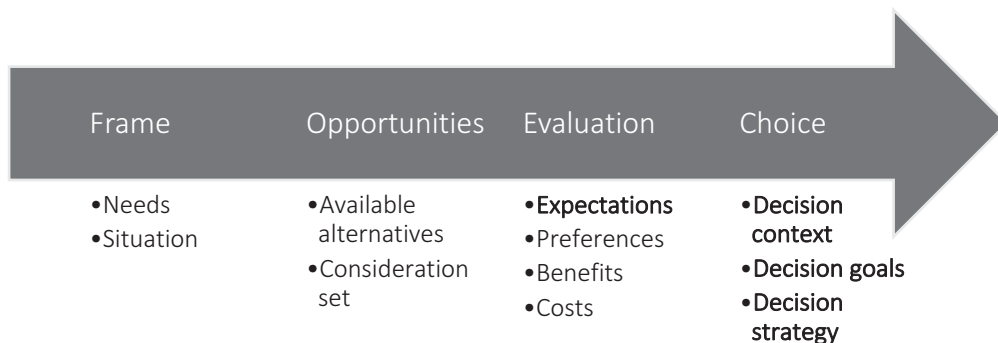 Frame
Opportunities
Evaluation
Choice
•Needs
•Situation
•Available
alternatives
•Consideration
set
•Expectations
•Preferences
•Benefits
•Costs
•Decision
context
•Decision goals
•Decision
strategy